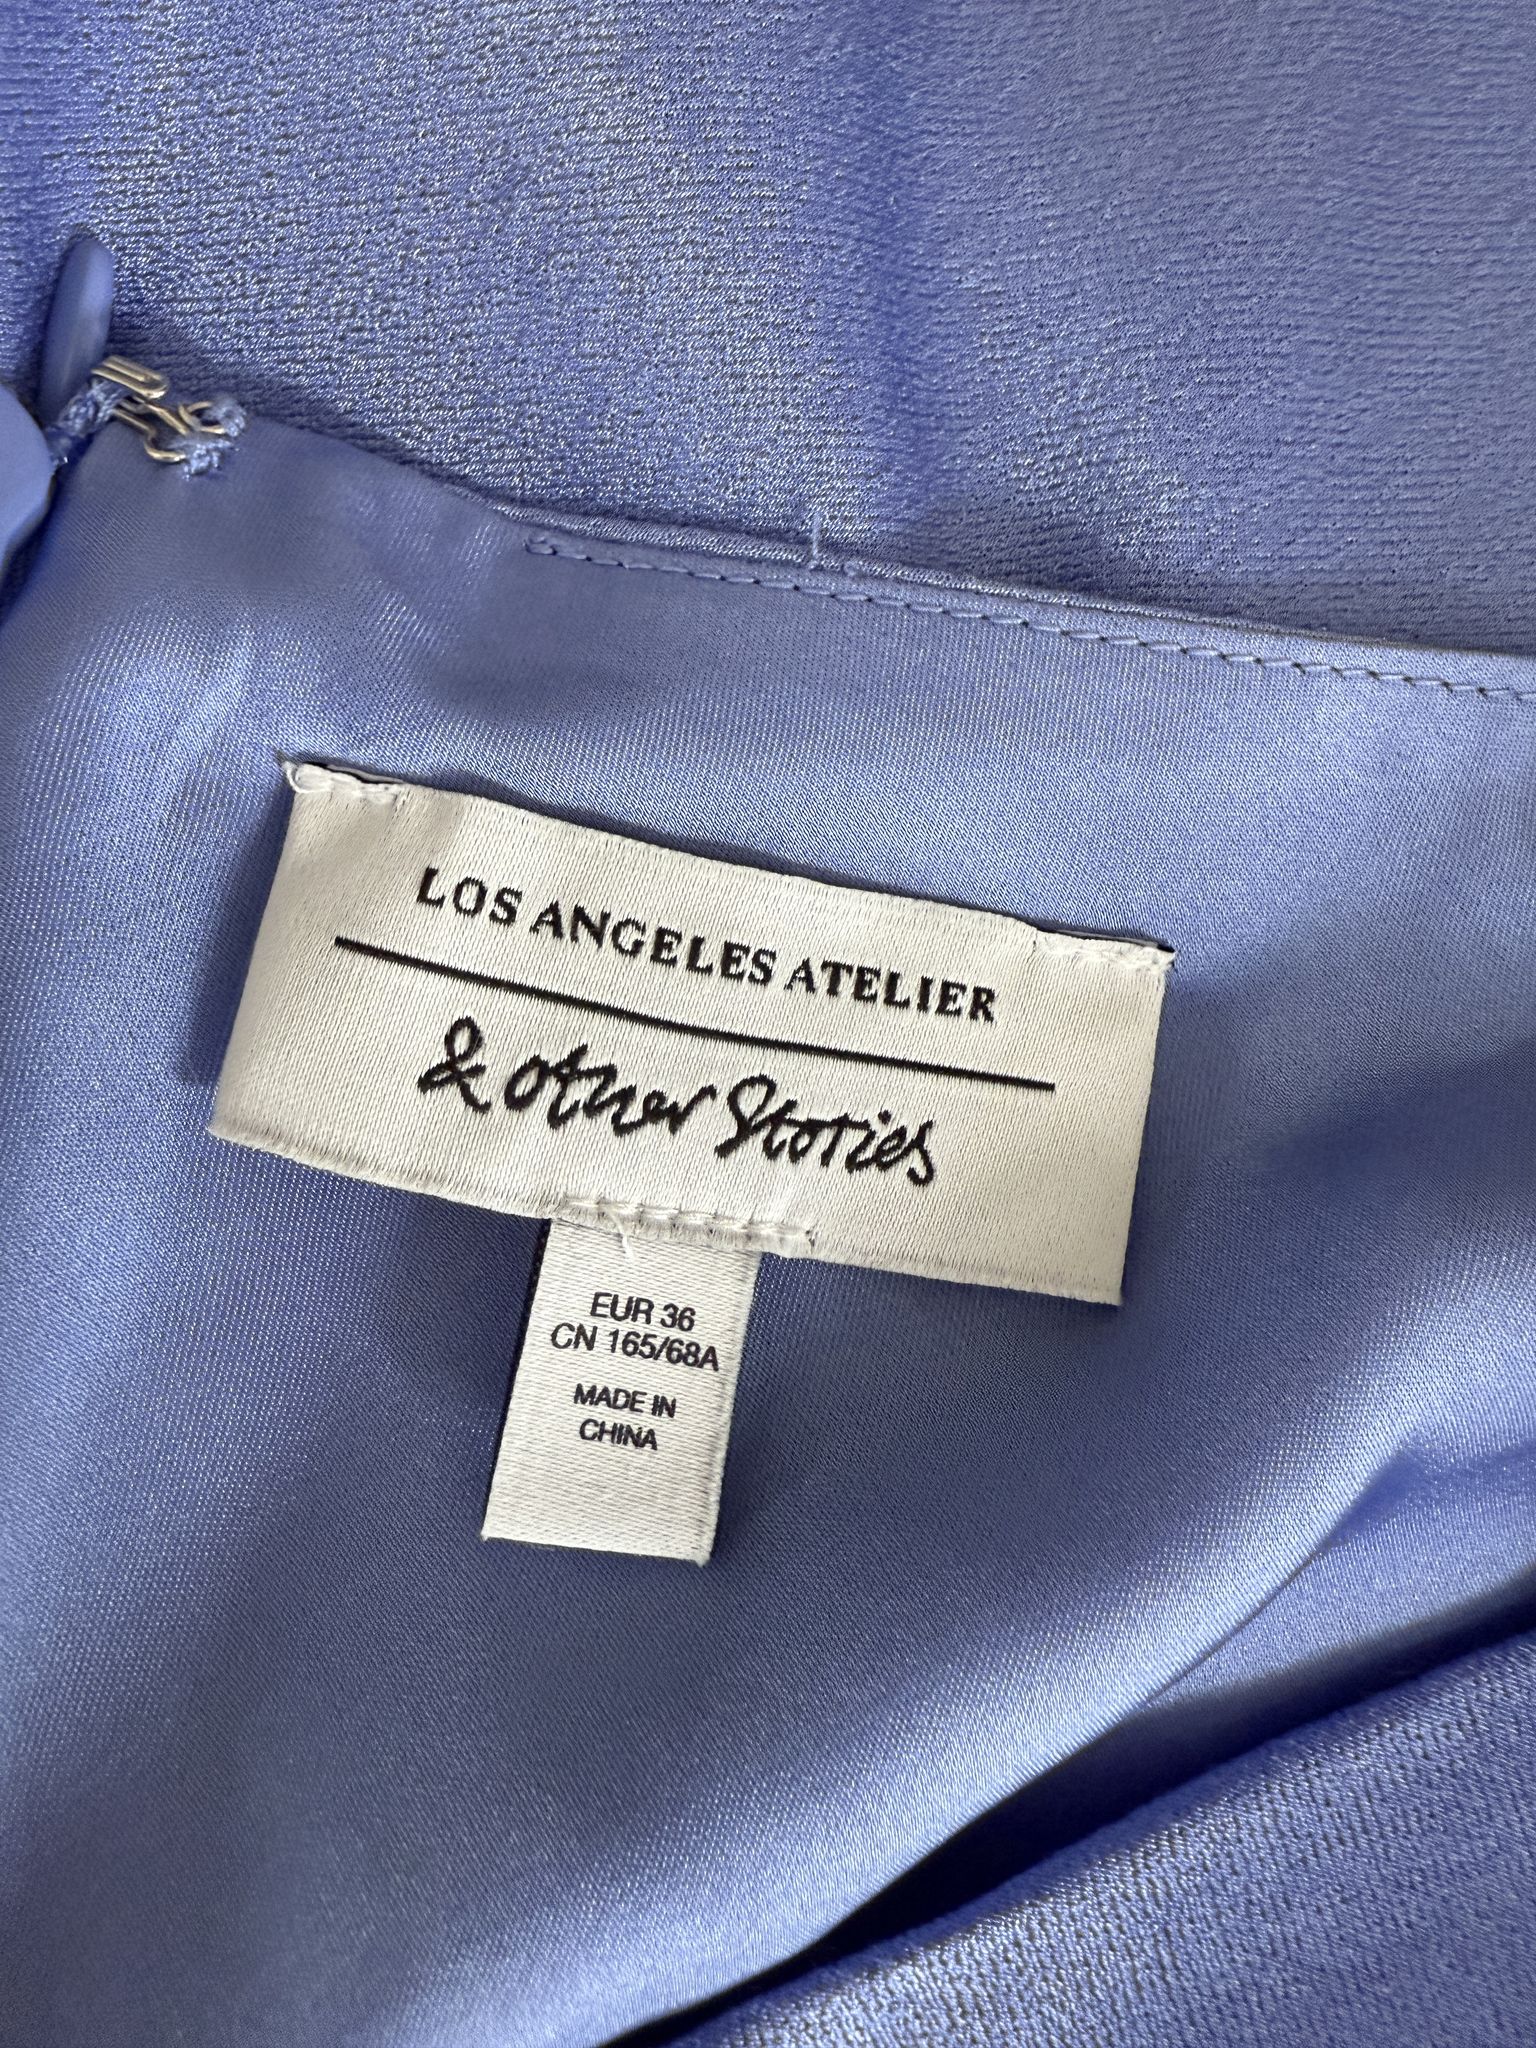 LOS ANGELES ATELIER
& other Stories
EUR 36
CN 165/68A
MADE IN
CHINA